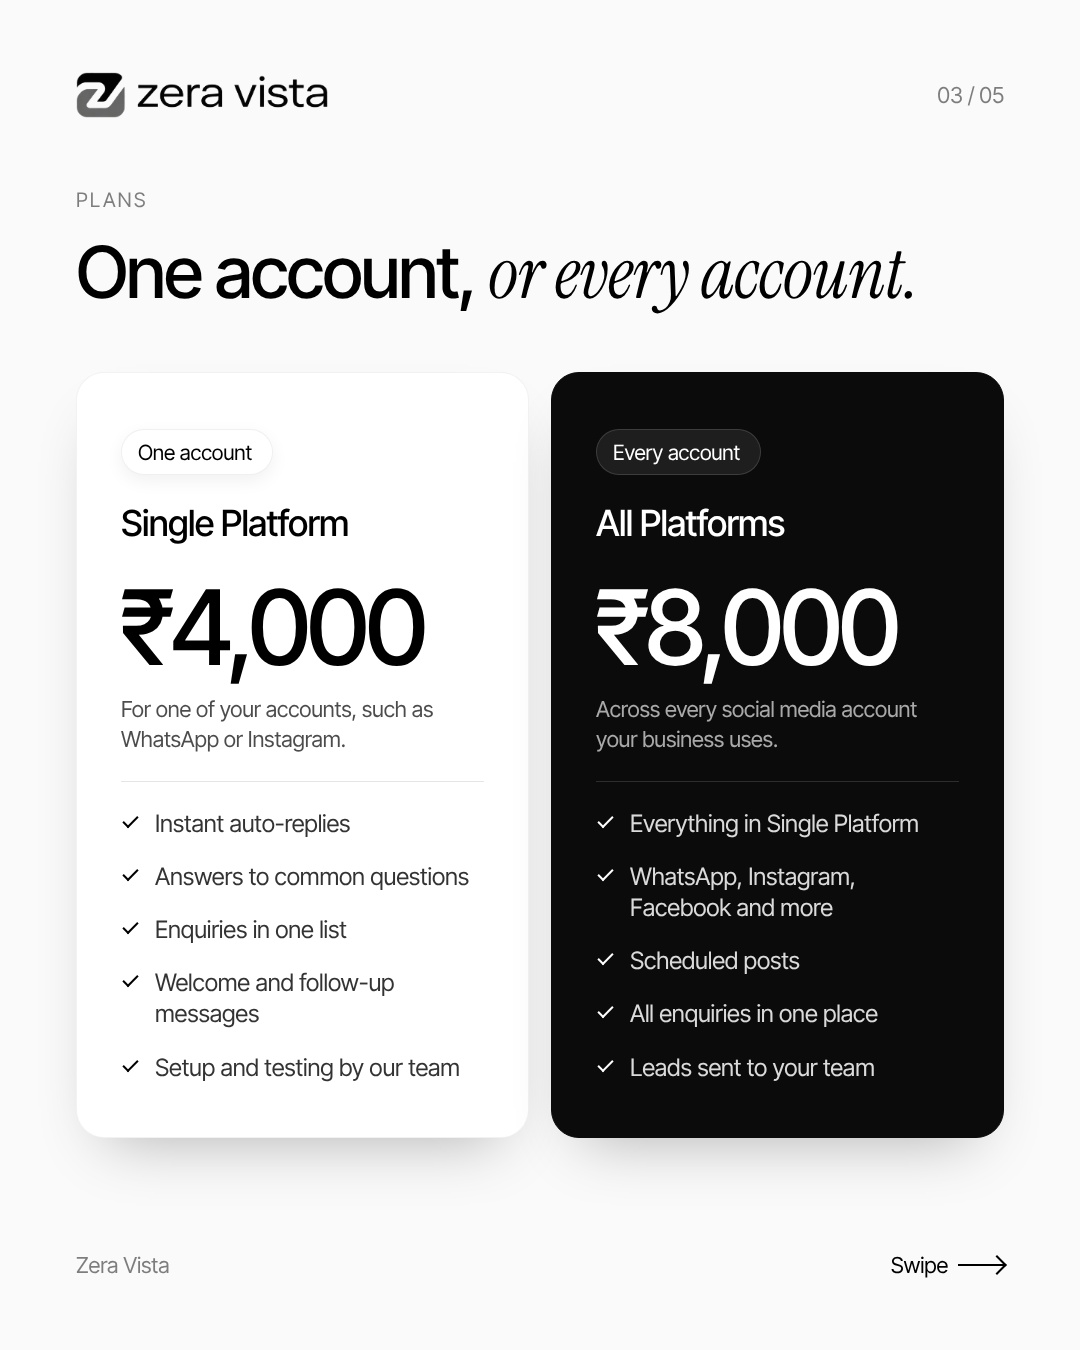 zera vista
03 / 05
PLANS
One account, or every account.
One account
Single Platform
₹4,000
For one of your accounts, such as
WhatsApp or Instagram.
Instant auto-replies
Answers to common questions
Enquiries in one list
Welcome and follow-up
messages
Setup and testing by our team
Every account
All Platforms
₹8,000
Across every social media account
your business uses.
Everything in Single Platform
WhatsApp, Instagram,
Facebook and more
Scheduled posts
All enquiries in one place
Leads sent to your team
Zera Vista
Swipe